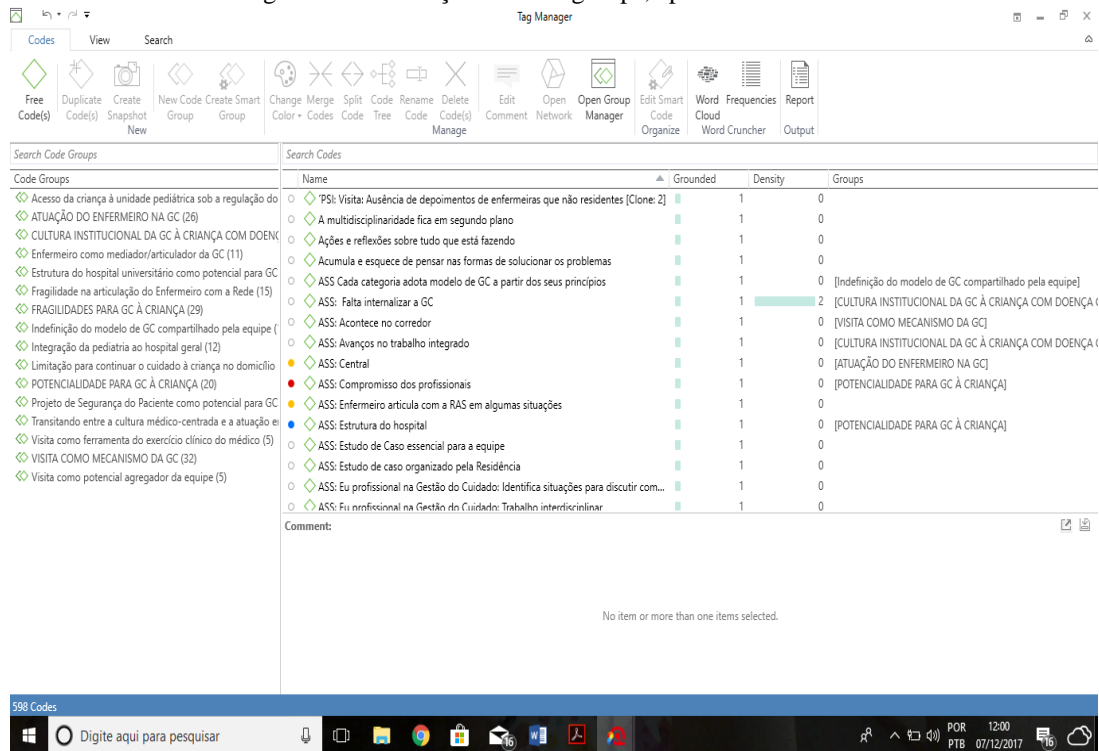 Tag Manager
Codes View Search
Free Code(s)
Duplicate Code(s)
Create Snapshot
New Code Group
Create Smart Group
New
Change Color
Merge Codes
Split Code
Code Tree
Rename Code
Delete Code(s)
Manage
Edit Comment
Open Network
Open Group Manager
Edit Smart Code
Organize
Word Cloud
Frequencies
Word Cruncher
Report
Output
Search Code Groups
Code Groups
Acesso da criança à unidade pediátrica sob a regulação do
ATUAÇÃO DO ENFERMEIRO NA GC (26)
CULTURA INSTITUCIONAL DA GC À CRIANÇA COM DOEN
Enfermeiro como mediador/articulador da GC (11)
Estrutura do hospital universitário como potencial para GC
Fragilidade na articulação do Enfermeiro com a Rede (15)
FRAGILIDADES PARA GC À CRIANÇA (29)
Indefinição do modelo de GC compartilhado pela equipe (
Integração da pediatria ao hospital geral (12)
Limitação para continuar o cuidado à criança no domicílio
POTENCIALIDADE PARA GC À CRIANÇA (20)
Projeto de Segurança do Paciente como potencial para GC
Transitando entre a cultura médico-centrada e a atuação e
Visita como ferramenta do exercício clínico do médico (5)
VISITA COMO MECANISMO DA GC (32)
Visita como potencial agregador da equipe (5)
Search Codes
Name Grounded Density Groups
'PSI: Visita: Ausência de depoimentos de enfermeiras que não residentes [Clone: 2] 1 0
A multidisciplinaridade fica em segundo plano 1 0
Ações e reflexões sobre tudo que está fazendo 1 0
Acumula e esquece de pensar nas formas de solucionar os problemas 1 0
ASS Cada categoria adota modelo de GC a partir dos seus princípios 1 0 [Indefinição do modelo de GC compartilhado pela equipe]
ASS: Falta internalizar a GC 1 2 [CULTURA INSTITUCIONAL DA GC À CRIANÇA COM DOENÇA
ASS: Acontece no corredor 1 0 [VISITA COMO MECANISMO DA GC]
ASS: Avanços no trabalho integrado 1 0 [CULTURA INSTITUCIONAL DA GC À CRIANÇA COM DOENÇA
ASS: Central 1 0 [ATUAÇÃO DO ENFERMEIRO NA GC]
ASS: Compromisso dos profissionais 1 0 [POTENCIALIDADE PARA GC À CRIANÇA]
ASS: Enfermeiro articula com a RAS em algumas situações 1 0
ASS: Estrutura do hospital 1 0 [POTENCIALIDADE PARA GC À CRIANÇA]
ASS: Estudo de Caso essencial para a equipe 1 0
ASS: Estudo de caso organizado pela Residência 1 0
ASS: Eu profissional na Gestão do Cuidado: Identifica situações para discutir com... 1 0
ASS: Eu profissional na Gestão do Cuidado: Trabalho interdisciplinar 1 0
Comment:
No item or more than one items selected.
598 Codes
Digite aqui para pesquisar
16
POR
PTB
12:00
07/12/2017
16